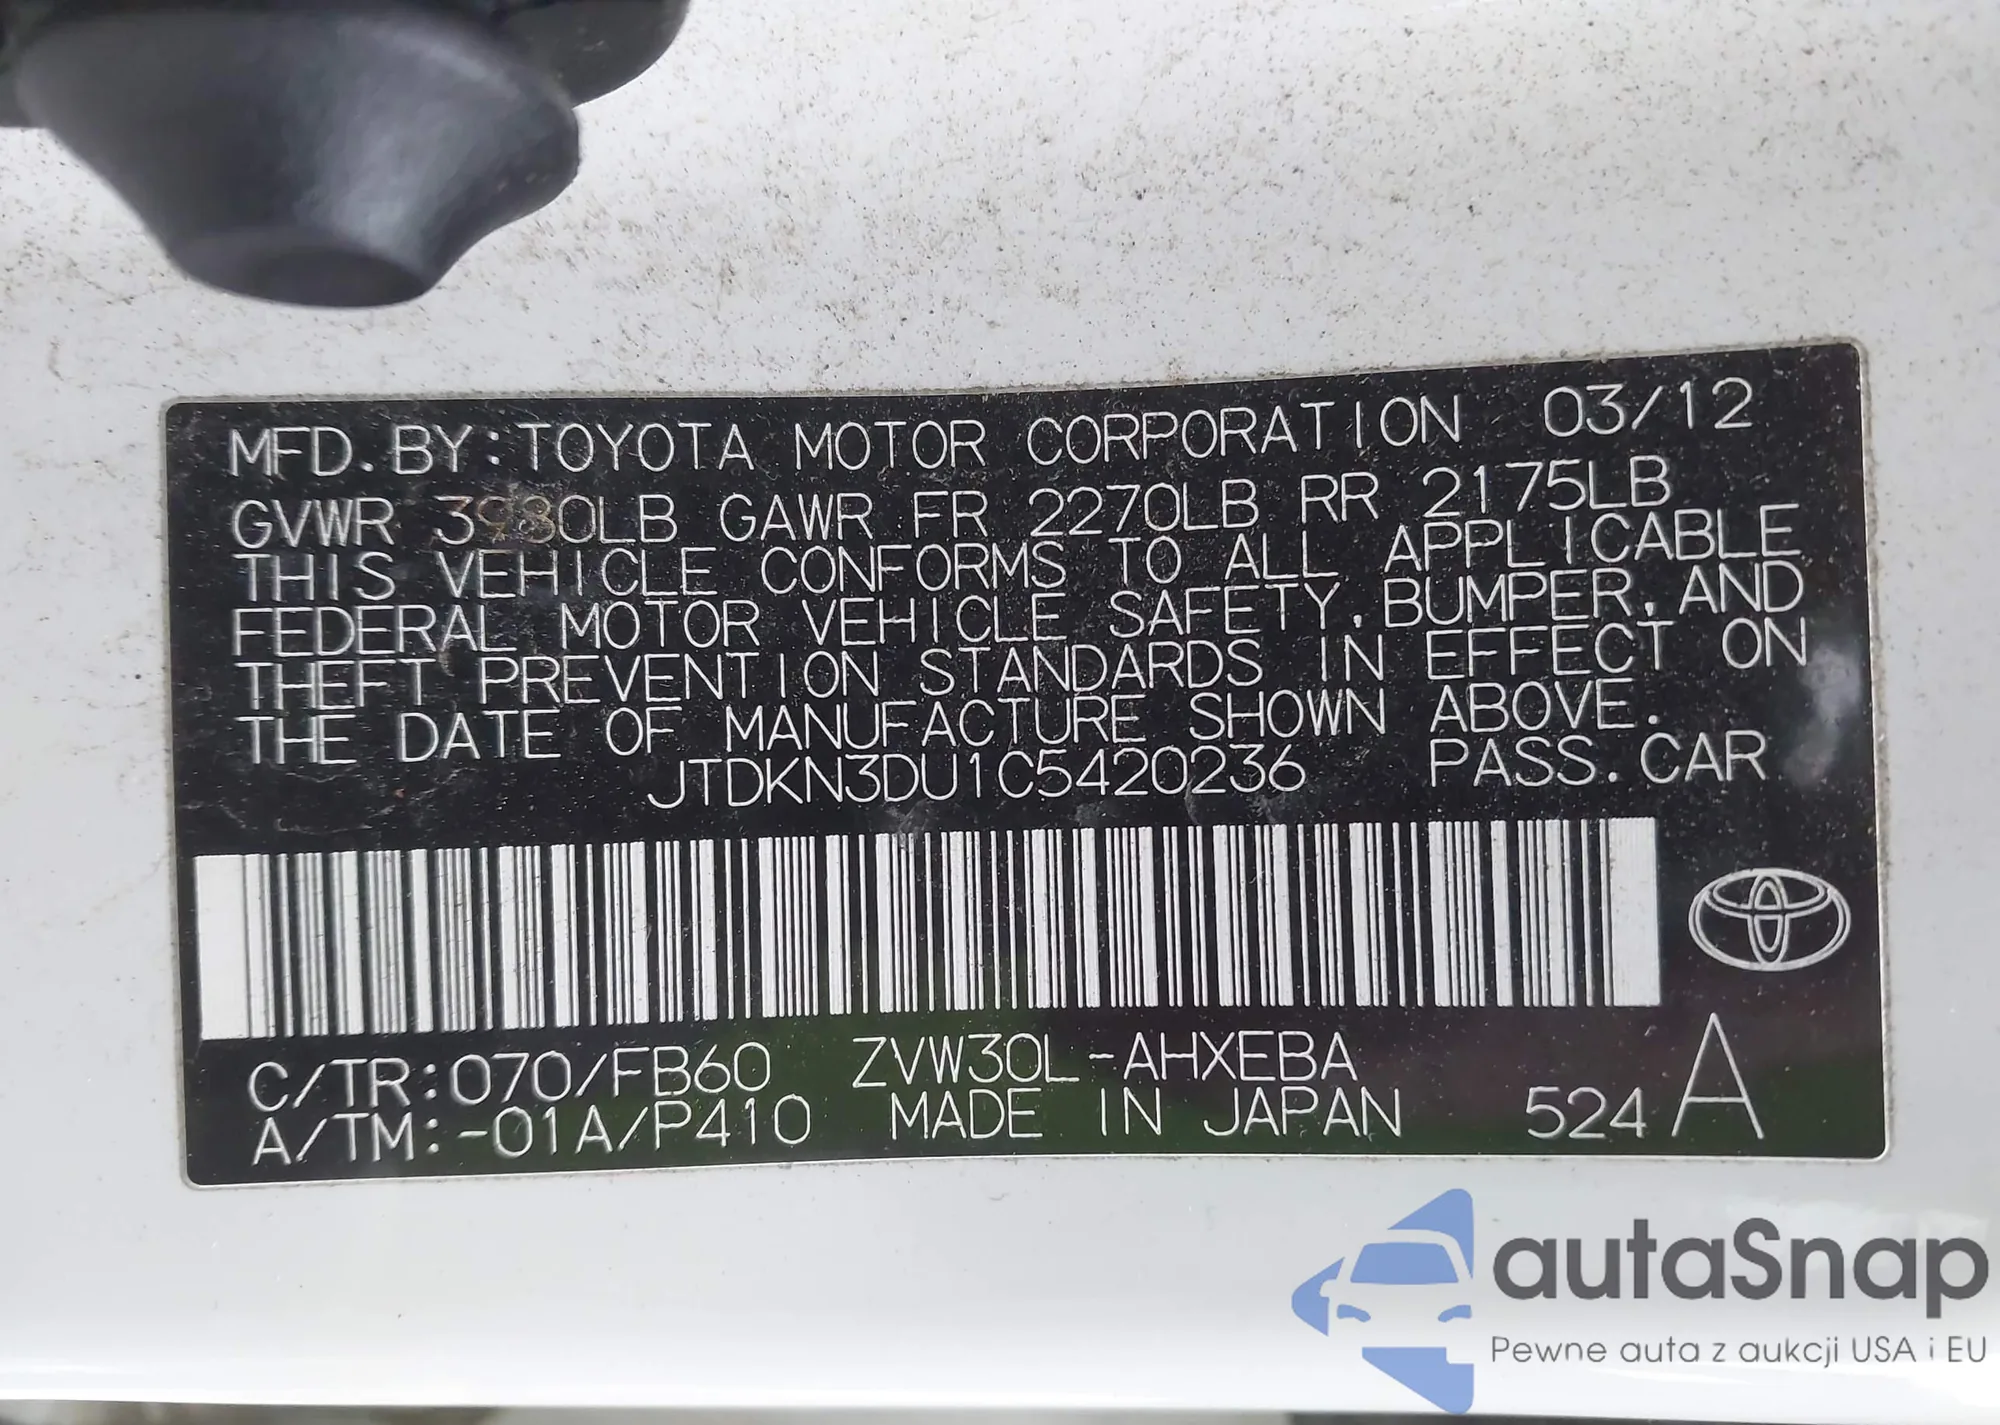 MFD. BY: TOYOTA MOTOR CORPORATION 03/12
GVWR 3980LB GAWR FR 2270LB RR 2175LB
THIS VEHICLE CONFORMS TO ALL APPLICABLE
FEDERAL MOTOR VEHICLE SAFETY, BUMPER, AND
THEFT PREVENTION STANDARDS IN EFFECT ON
THE DATE OF MANUFACTURE SHOWN ABOVE.
JTDKN3DU1C5420236 PASS. CAR
C/TR:070/FB60 ZVW30L-AHXEBA
A/TM:-01A/P410 MADE IN JAPAN 524 A
autaSnap
Pewne auta z aukcji USA i EU